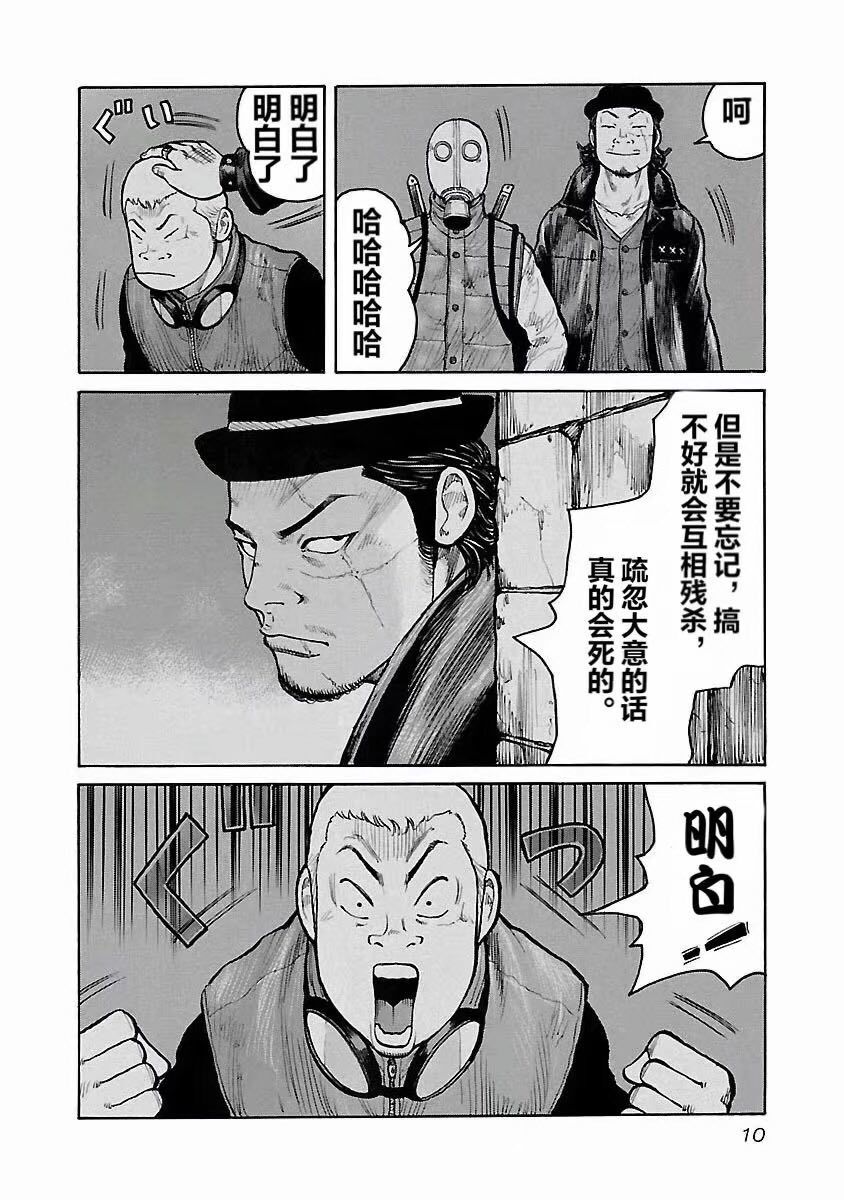 呵
哈哈哈哈哈
明白了
明白了
ぐいっ
但是不要忘记，搞
不好就会互相残杀，
疏忽大意的话
真的会死的。
明白！！
ぐっ
10